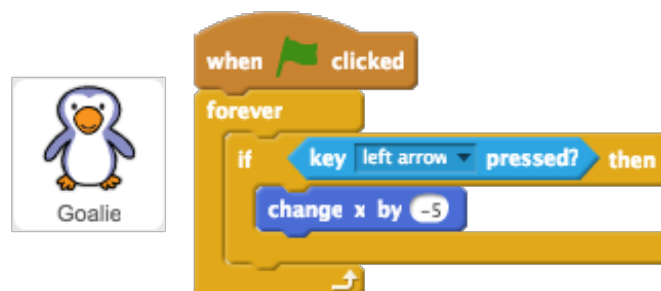 when clicked
forever
if key left arrow pressed? then
change x by -5
Goalie